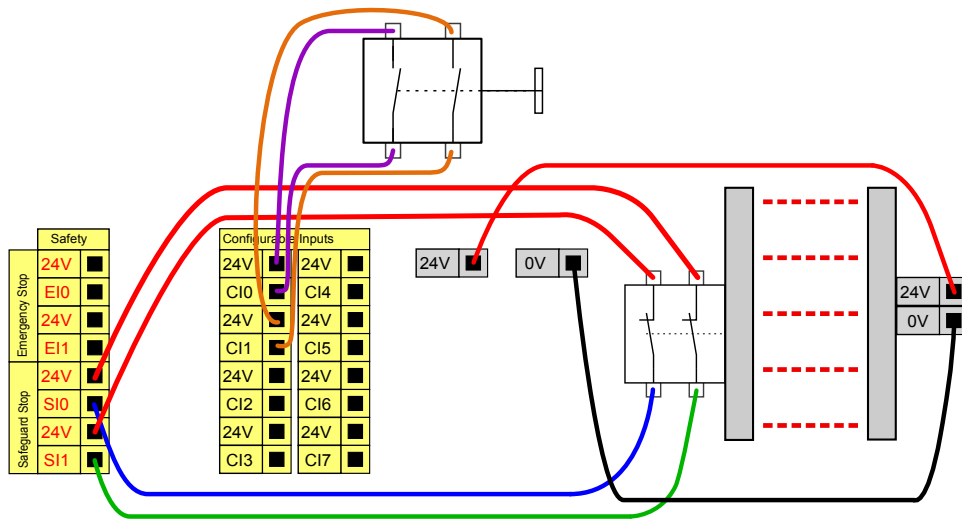 Safety
Emergency Stop
24V
EI0
24V
EI1
Safeguard Stop
24V
SI0
24V
SI1
Configurable Inputs
24V 24V
CI0 CI4
24V 24V
CI1 CI5
24V 24V
CI2 CI6
24V 24V
CI3 CI7
24V
0V
24V
0V